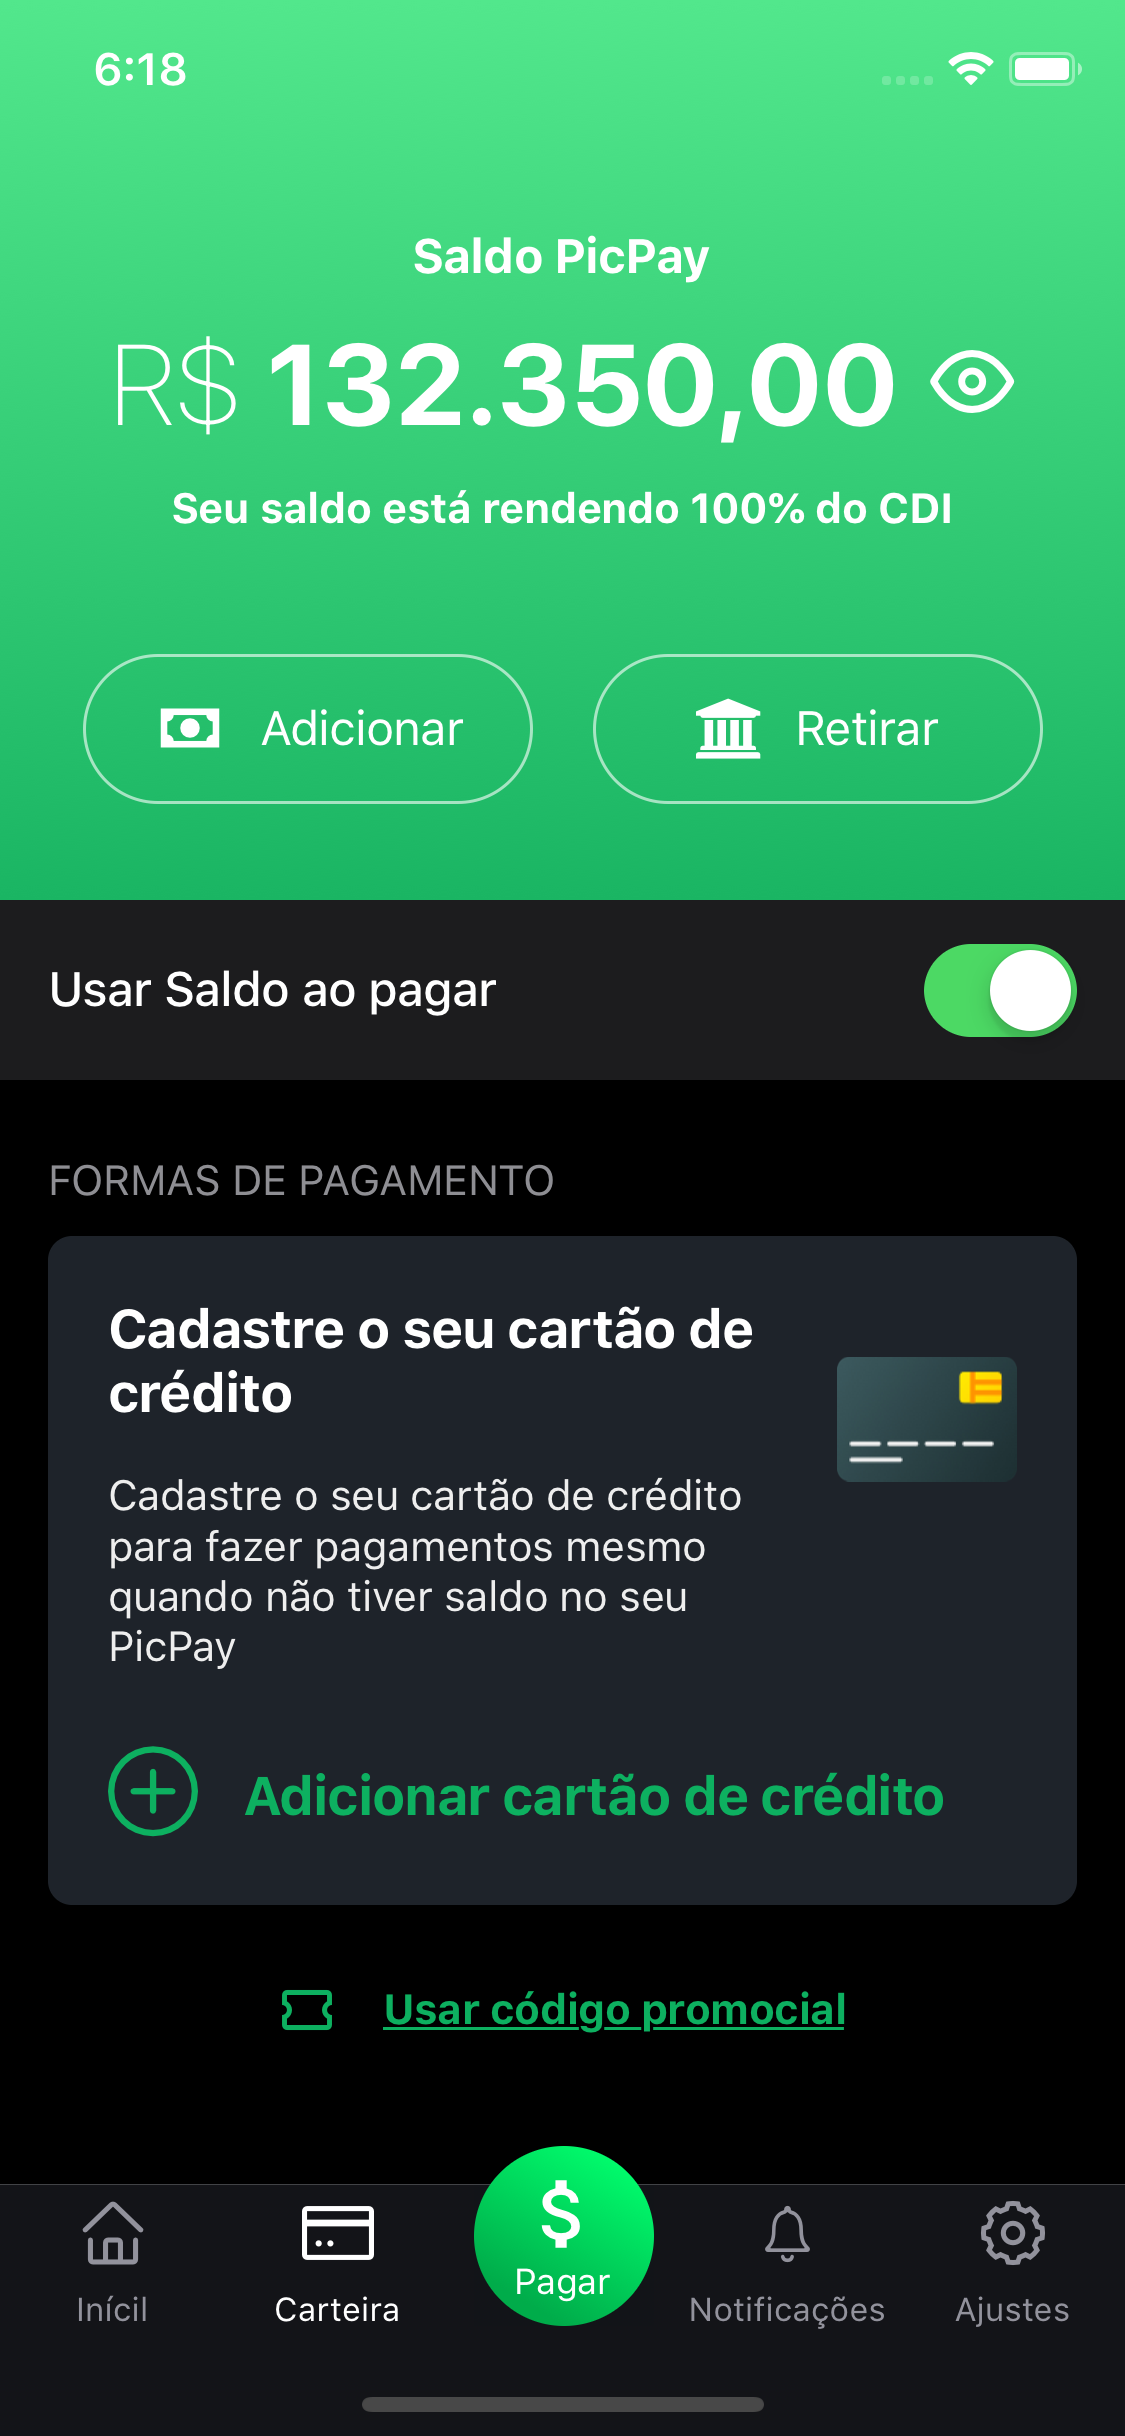 6:18
Saldo PicPay
R$ 132.350,00
Seu saldo está rendendo 100% do CDI
Adicionar
Retirar
Usar Saldo ao pagar
FORMAS DE PAGAMENTO
Cadastre o seu cartão de
crédito
Cadastre o seu cartão de crédito
para fazer pagamentos mesmo
quando não tiver saldo no seu
PicPay
Adicionar cartão de crédito
Usar código promocial
Inícil
Carteira
Pagar
Notificações
Ajustes